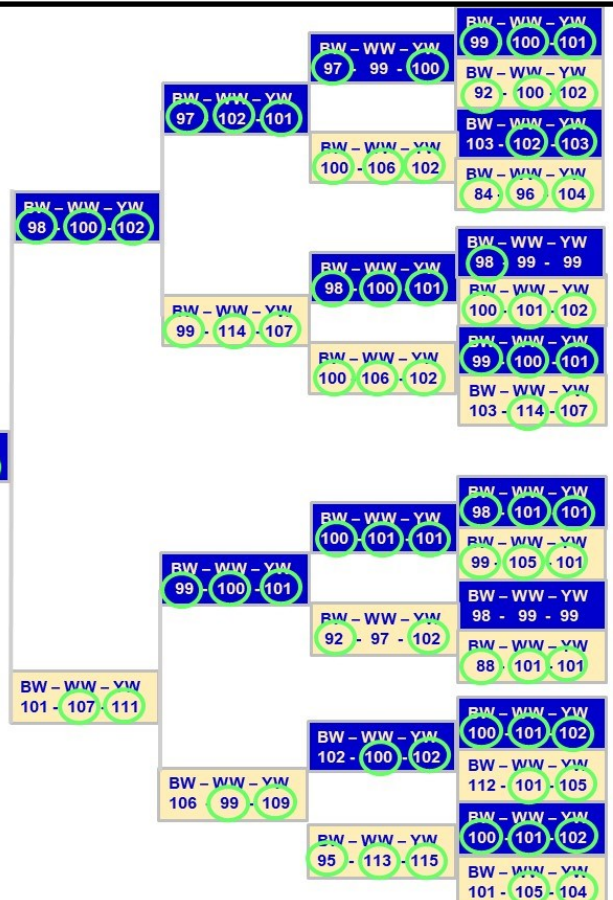 BW – WW – YW
98 - 100 - 102
BW – WW – YW
101 - 107 - 111
BW – WW – YW
97 - 102 - 101
BW – WW – YW
99 - 114 - 107
BW – WW – YW
99 - 100 - 101
BW – WW – YW
106 - 99 - 109
BW – WW – YW
97 - 99 - 100
BW – WW – YW
100 - 106 - 102
BW – WW – YW
98 - 100 - 101
BW – WW – YW
100 - 106 - 102
BW – WW – YW
100 - 101 - 101
BW – WW – YW
92 - 97 - 102
BW – WW – YW
102 - 100 - 102
BW – WW – YW
95 - 113 - 115
BW – WW – YW
99 - 100 - 101
BW – WW – YW
92 - 100 - 102
BW – WW – YW
103 - 102 - 103
BW – WW – YW
84 - 96 - 104
BW – WW – YW
98 - 99 - 99
BW – WW – YW
100 - 101 - 102
BW – WW – YW
99 - 100 - 101
BW – WW – YW
103 - 114 - 107
BW – WW – YW
98 - 101 - 101
BW – WW – YW
99 - 105 - 101
BW – WW – YW
98 - 99 - 99
BW – WW – YW
88 - 101 - 101
BW – WW – YW
100 - 101 - 102
BW – WW – YW
112 - 101 - 105
BW – WW – YW
100 - 101 - 102
BW – WW – YW
101 - 105 - 104